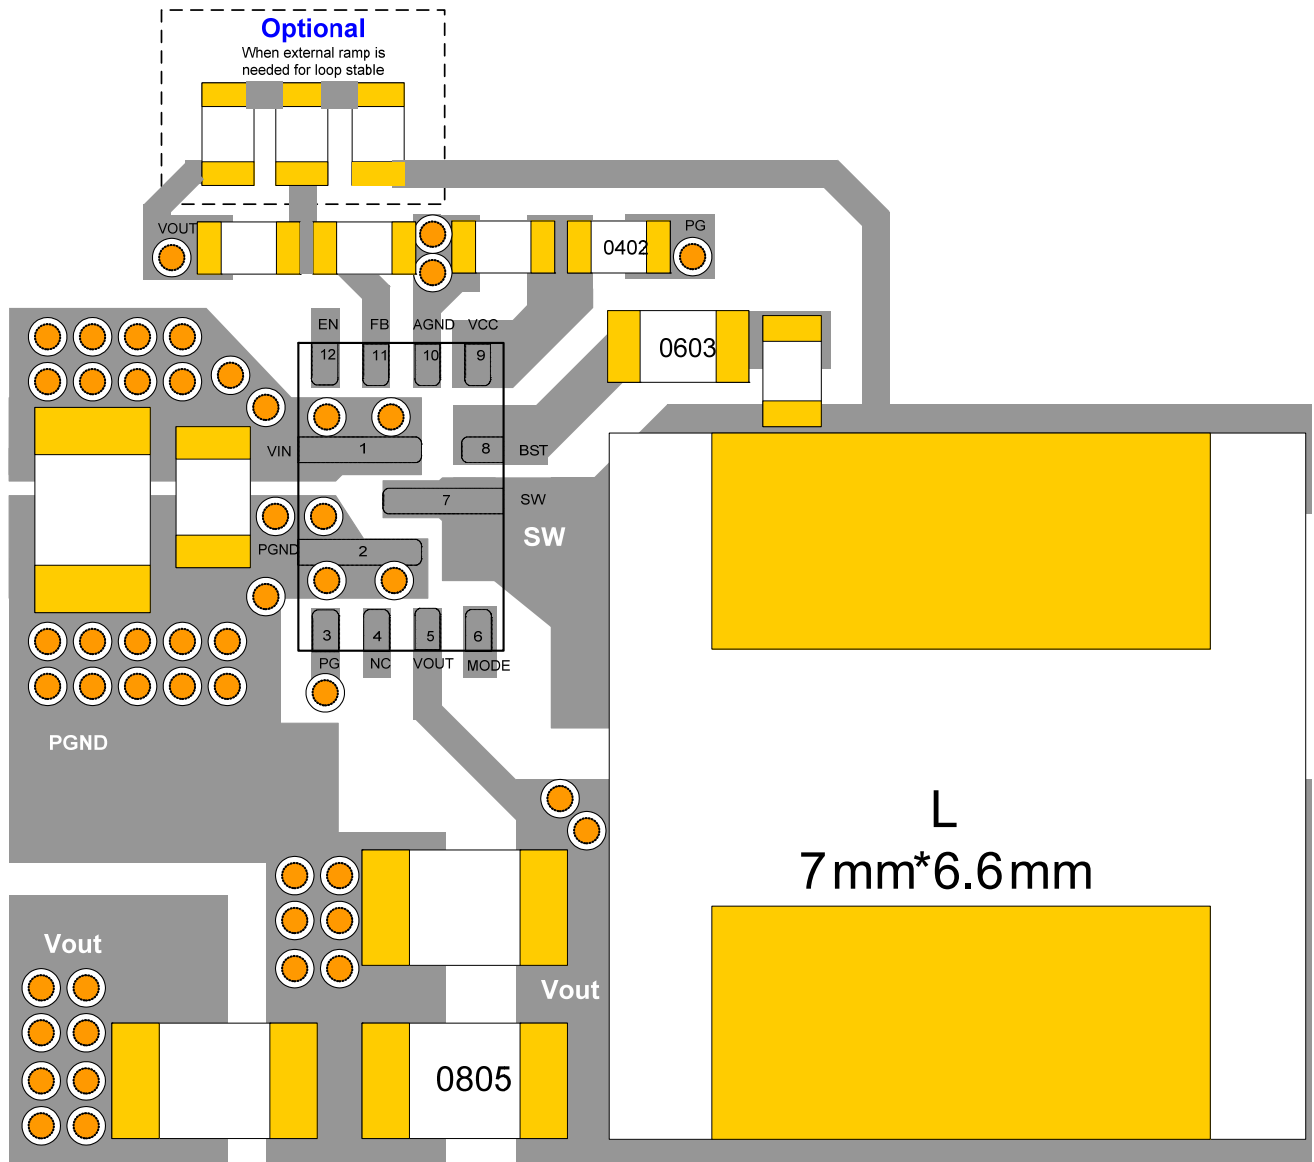 Optional
When external ramp is
needed for loop stable
VOUT
0402
PG
EN
FB
AGND
VCC
12
11
10
9
0603
VIN
1
8
BST
7
SW
SW
PGND
2
3
4
5
6
PG
NC
VOUT
MODE
PGND
L
7mm*6.6mm
Vout
Vout
0805